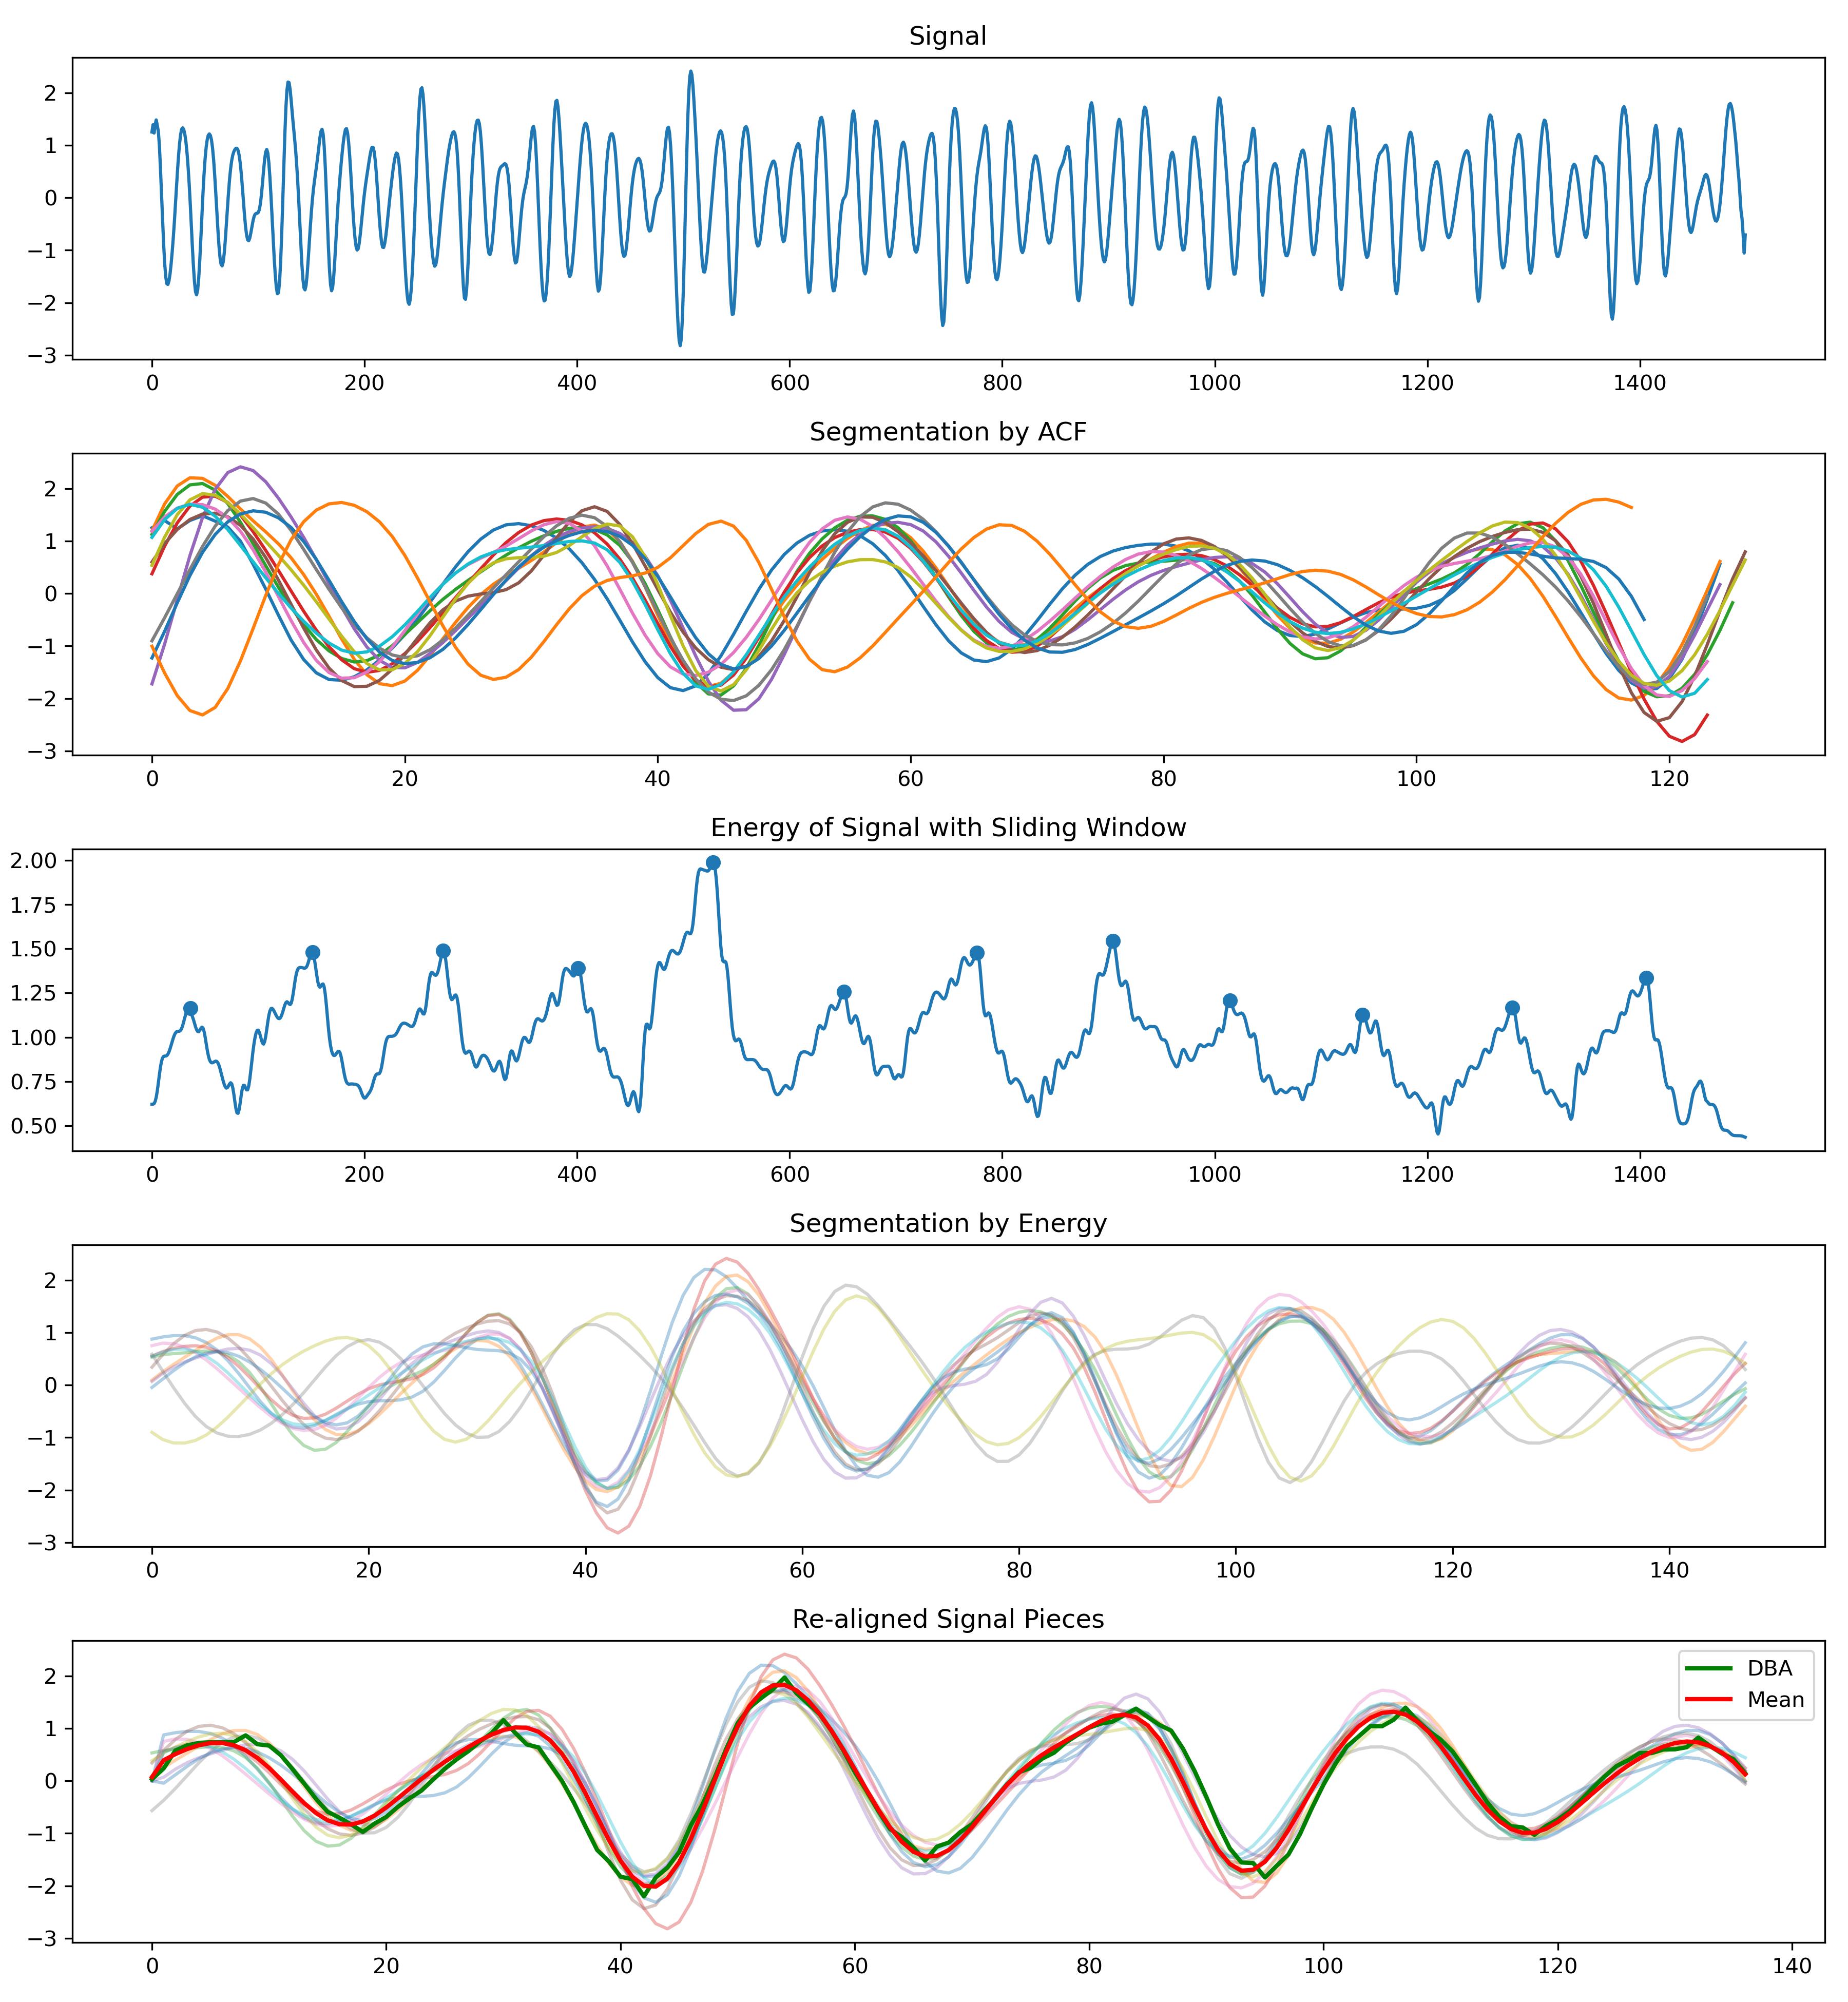 Signal
2
1
0
−1
−2
−3
0 200 400 600 800 1000 1200 1400
Segmentation by ACF
2
1
0
−1
−2
−3
0 20 40 60 80 100 120
Energy of Signal with Sliding Window
2.00
1.75
1.50
1.25
1.00
0.75
0.50
0 200 400 600 800 1000 1200 1400
Segmentation by Energy
2
1
0
−1
−2
−3
0 20 40 60 80 100 120 140
Re-aligned Signal Pieces
DBA
Mean
2
1
0
−1
−2
−3
0 20 40 60 80 100 120 140